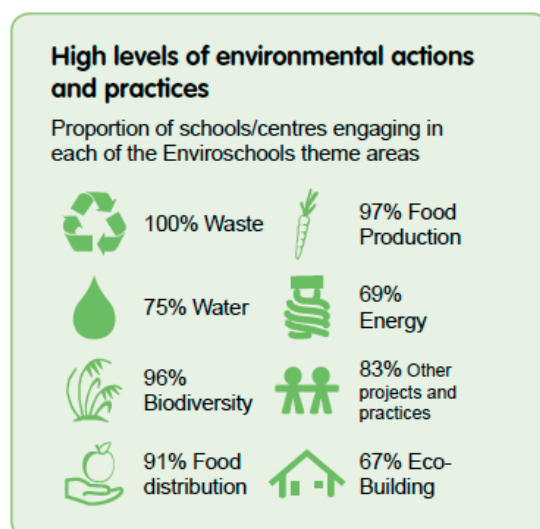 High levels of environmental actions
and practices
Proportion of schools/centres engaging in
each of the Enviroschools theme areas
100% Waste
97% Food
Production
75% Water
69%
Energy
96%
Biodiversity
83% Other
projects and
practices
91% Food
distribution
67% Eco-
Building